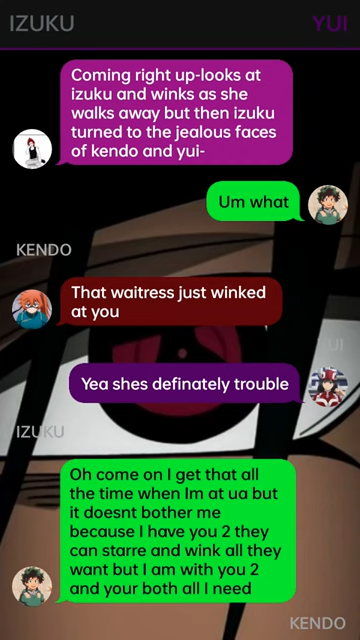 IZUKU
YUI
Coming right up-looks at
izuku and winks as she
walks away but then izuku
turned to the jealous faces
of kendo and yui-
Um what
KENDO
That waitress just winked
at you
YUI
Yea shes definately trouble
IZUKU
Oh come on I get that all
the time when Im at ua but
it doesnt bother me
because I have you 2 they
can starre and wink all they
want but I am with you 2
and your both all I need
KENDO